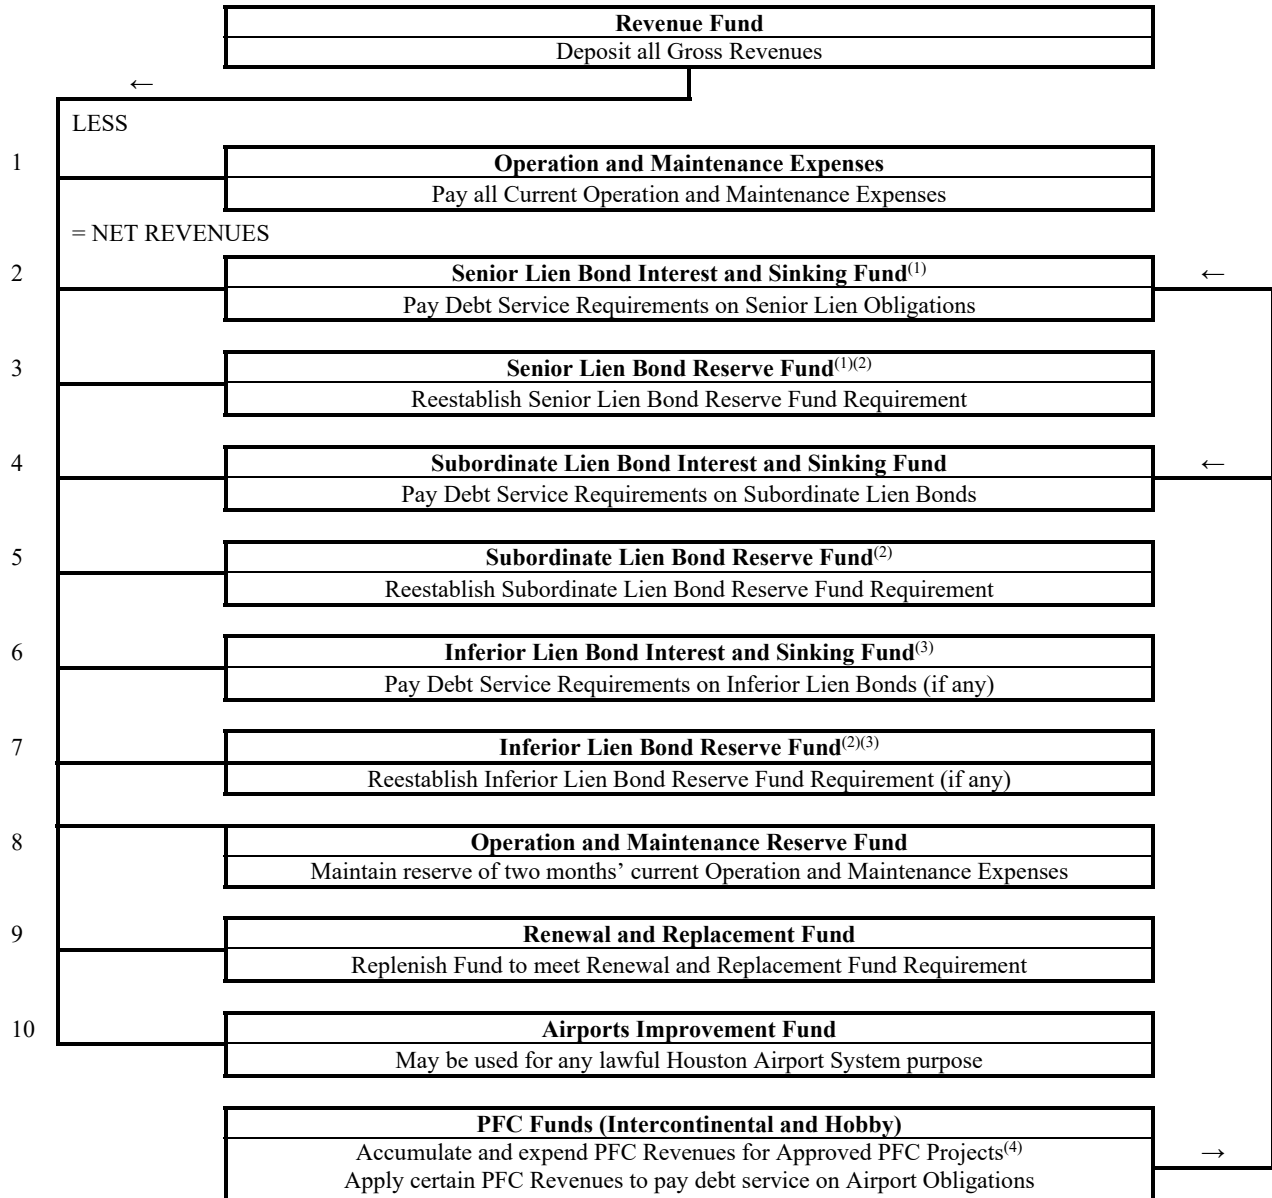 Revenue Fund
Deposit all Gross Revenues
←
LESS
1
Operation and Maintenance Expenses
Pay all Current Operation and Maintenance Expenses
= NET REVENUES
2
Senior Lien Bond Interest and Sinking Fund(1)
←
Pay Debt Service Requirements on Senior Lien Obligations
3
Senior Lien Bond Reserve Fund(1)(2)
Reestablish Senior Lien Bond Reserve Fund Requirement
4
Subordinate Lien Bond Interest and Sinking Fund
←
Pay Debt Service Requirements on Subordinate Lien Bonds
5
Subordinate Lien Bond Reserve Fund(2)
Reestablish Subordinate Lien Bond Reserve Fund Requirement
6
Inferior Lien Bond Interest and Sinking Fund(3)
Pay Debt Service Requirements on Inferior Lien Bonds (if any)
7
Inferior Lien Bond Reserve Fund(2)(3)
Reestablish Inferior Lien Bond Reserve Fund Requirement (if any)
8
Operation and Maintenance Reserve Fund
Maintain reserve of two months’ current Operation and Maintenance Expenses
9
Renewal and Replacement Fund
Replenish Fund to meet Renewal and Replacement Fund Requirement
10
Airports Improvement Fund
May be used for any lawful Houston Airport System purpose
PFC Funds (Intercontinental and Hobby)
Accumulate and expend PFC Revenues for Approved PFC Projects(4)
→
Apply certain PFC Revenues to pay debt service on Airport Obligations